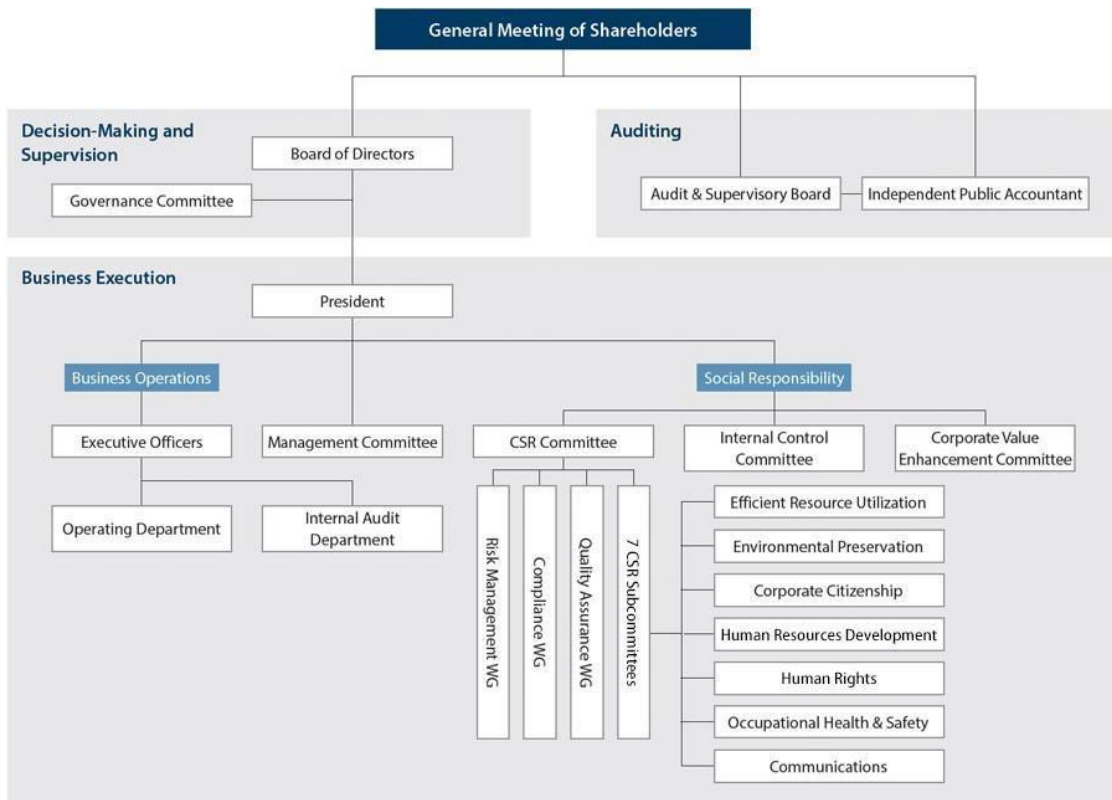 General Meeting of Shareholders
Decision-Making and
Supervision
Board of Directors
Governance Committee
Auditing
Audit & Supervisory Board
Independent Public Accountant
Business Execution
President
Business Operations
Social Responsibility
Executive Officers
Management Committee
CSR Committee
Internal Control
Committee
Corporate Value
Enhancement Committee
Operating Department
Internal Audit
Department
Risk Management WG
Compliance WG
Quality Assurance WG
7 CSR Subcommittees
Efficient Resource Utilization
Environmental Preservation
Corporate Citizenship
Human Resources Development
Human Rights
Occupational Health & Safety
Communications